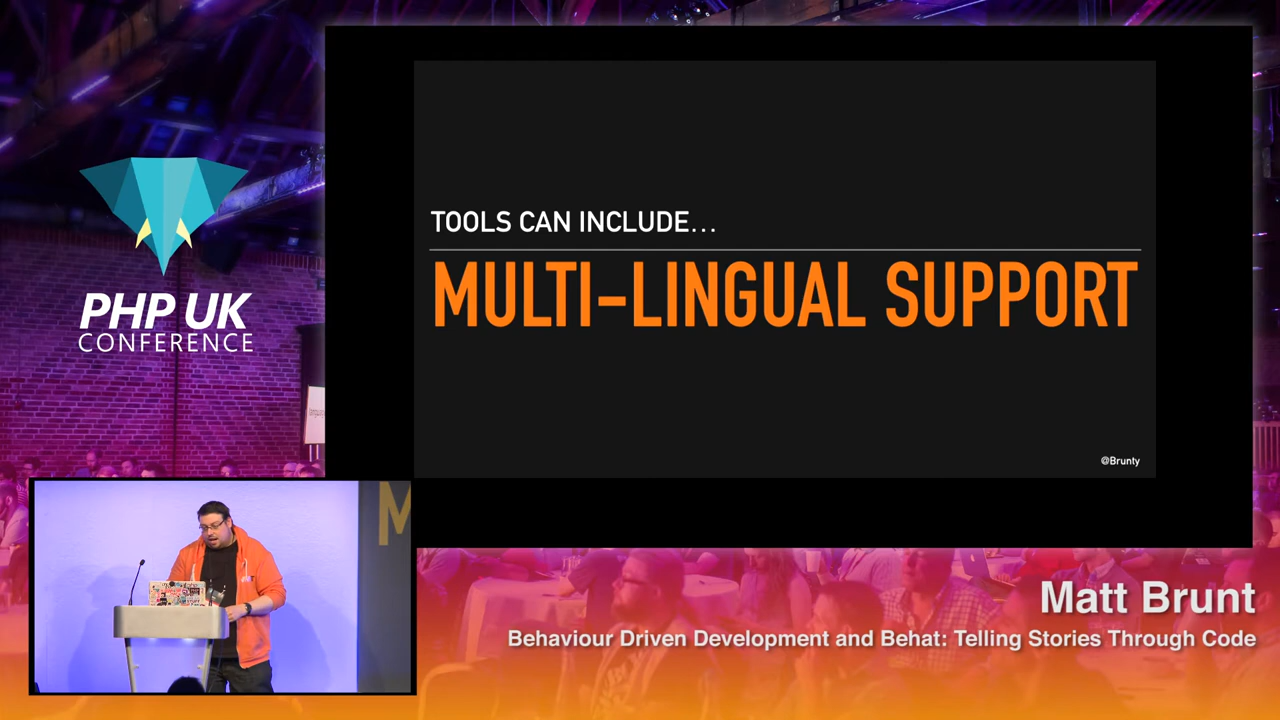 PHP UK
CONFERENCE
TOOLS CAN INCLUDE...
MULTI-LINGUAL SUPPORT
@Brunty
M
Matt Brunt
Behaviour Driven Development and Behat: Telling Stories Through Code